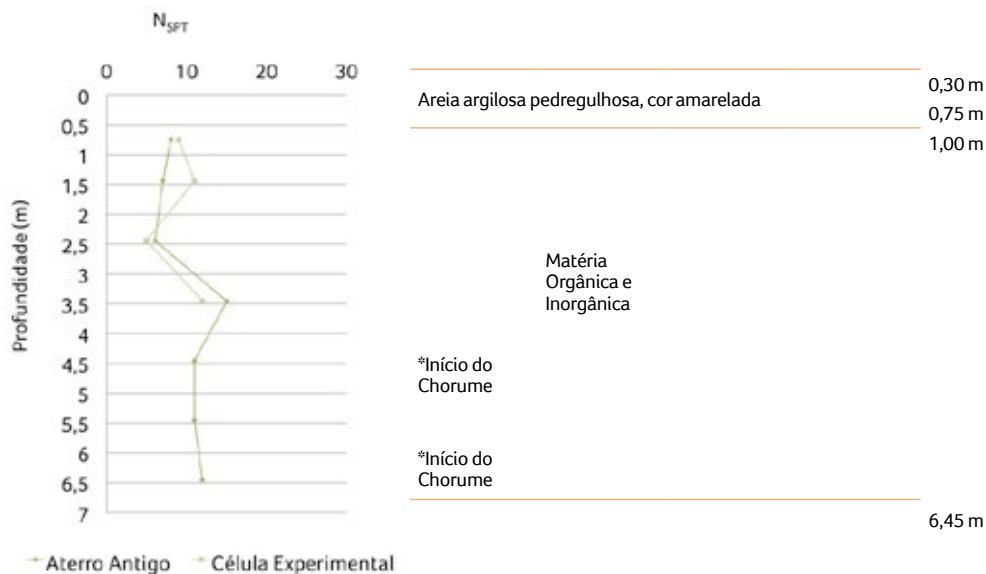 N_SPT
0 10 20 30
0
0,5
1
1,5
2
2,5
3
3,5
4
4,5
5
5,5
6
6,5
7
Profundidade (m)
Aterro Antigo Célula Experimental
0,30 m
Areia argilosa pedregulhosa, cor amarelada
0,75 m
1,00 m
Matéria
Orgânica e
Inorgânica
*Início do
Chorume
*Início do
Chorume
6,45 m